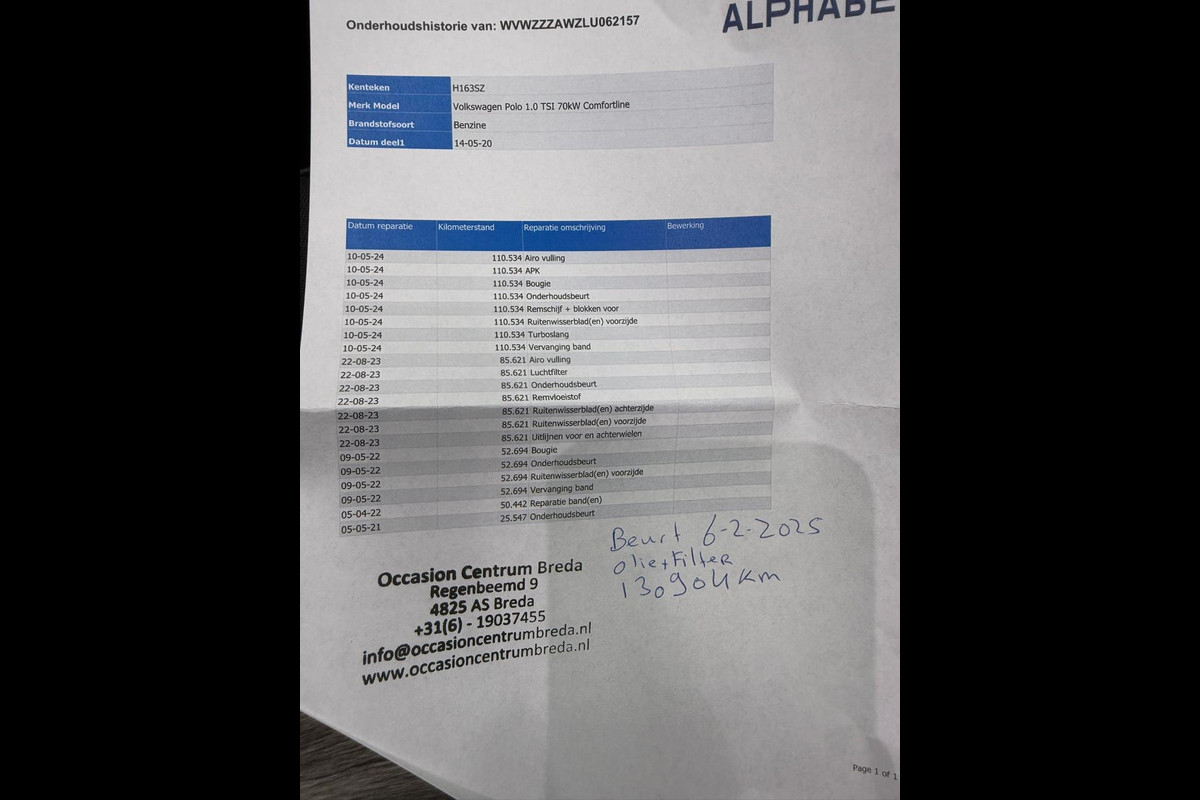 Onderhoudshistorie van: WVWZZZAWZLU062157
ALPHABE
Kenteken H163SZ
Merk Model Volkswagen Polo 1.0 TSI 70kW Comfortline
Brandstofsoort Benzine
Datum deel1 14-05-20
Datum reparatie Kilometerstand Reparatie omschrijving Bewerking
10-05-24 110.534 Airo vulling
10-05-24 110.534 APK
10-05-24 110.534 Bougie
10-05-24 110.534 Onderhoudsbeurt
10-05-24 110.534 Remschijf + blokken voor
10-05-24 110.534 Ruitenwisserblad(en) voorzijde
10-05-24 110.534 Turboslang
10-05-24 110.534 Vervanging band
22-08-23 85.621 Airo vulling
22-08-23 85.621 Luchtfilter
22-08-23 85.621 Onderhoudsbeurt
22-08-23 85.621 Remvloeistof
22-08-23 85.621 Ruitenwisserblad(en) achterzijde
22-08-23 85.621 Ruitenwisserblad(en) voorzijde
22-08-23 85.621 Uitlijnen voor en achterwielen
09-05-22 52.694 Bougie
09-05-22 52.694 Onderhoudsbeurt
09-05-22 52.694 Ruitenwisserblad(en) voorzijde
09-05-22 52.694 Vervanging band
05-04-22 50.442 Reparatie band(en)
05-05-21 25.547 Onderhoudsbeurt
Beurt 6-2-2025
olie+Filter
130904 km
Occasion Centrum Breda
Regenbeemd 9
4825 AS Breda
+31(6) - 19037455
info@occasioncentrumbreda.nl
www.occasioncentrumbreda.nl
Page 1 of 1